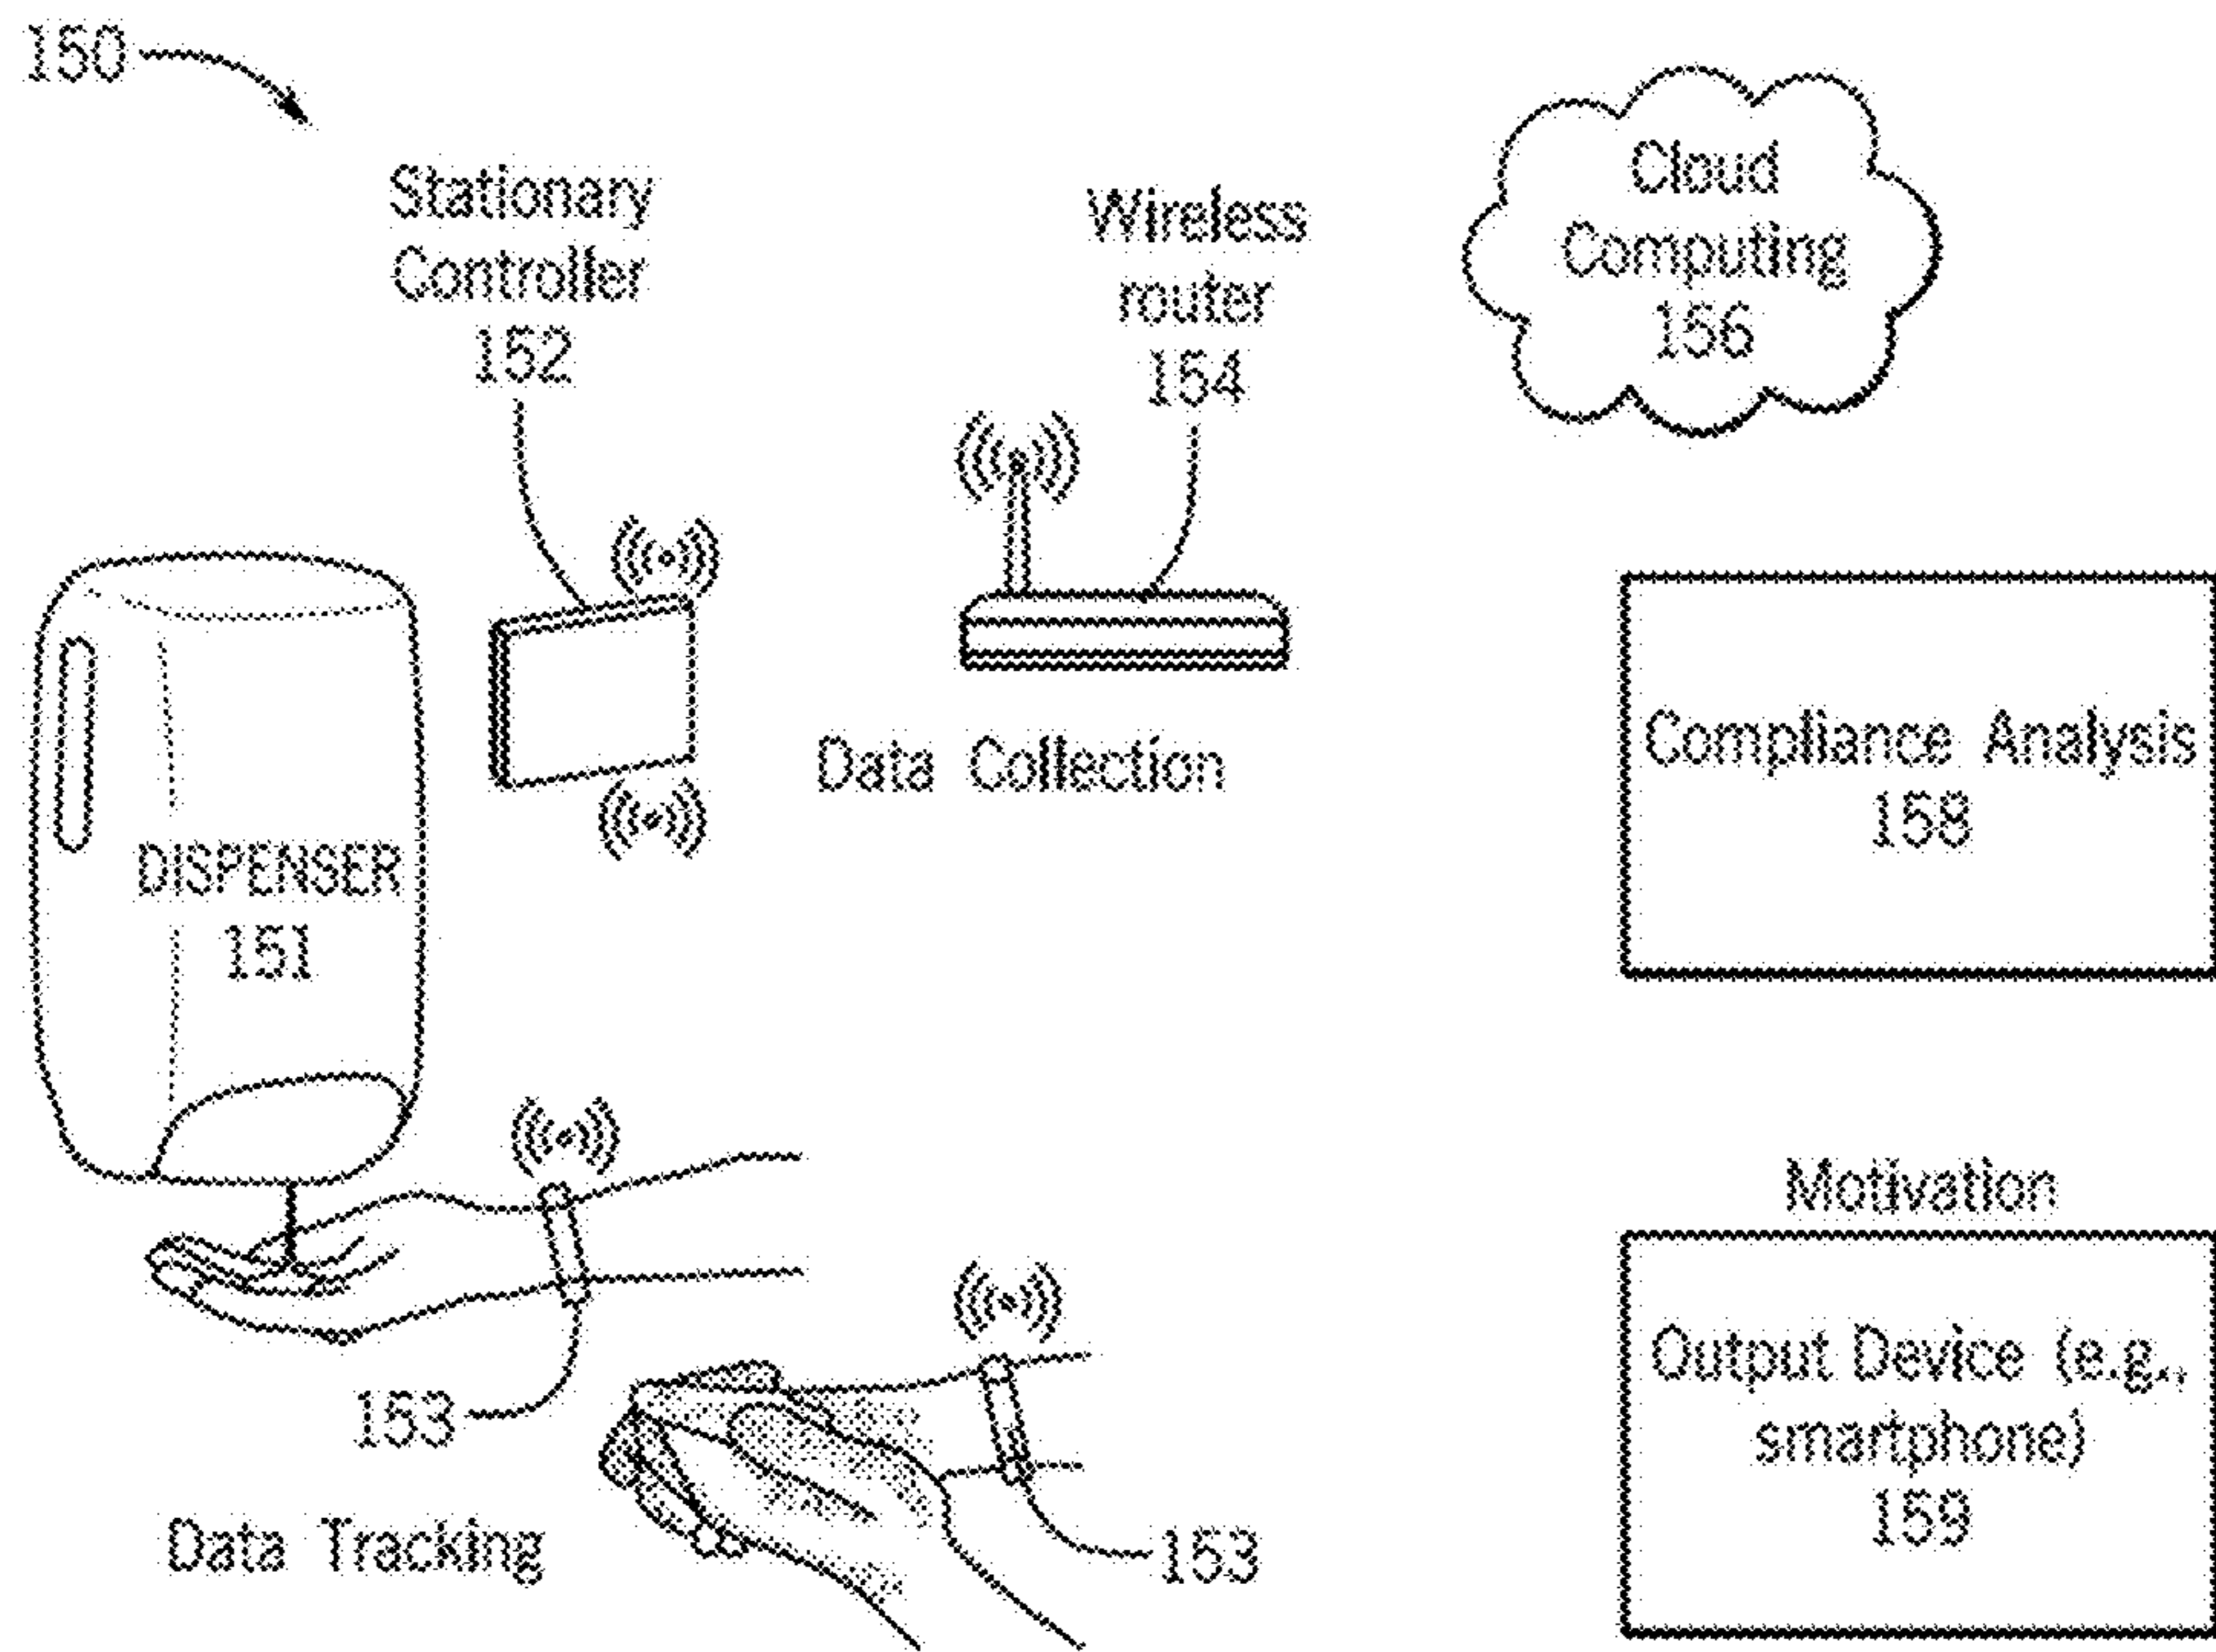 150
Stationary
Controller
152
Wireless
router
154
Cloud
Computing
156
Data Collection
Compliance Analysis
158
DISPENSER
151
153
Data Tracking
153
Motivation
Output Device (e.g.,
smartphone)
159